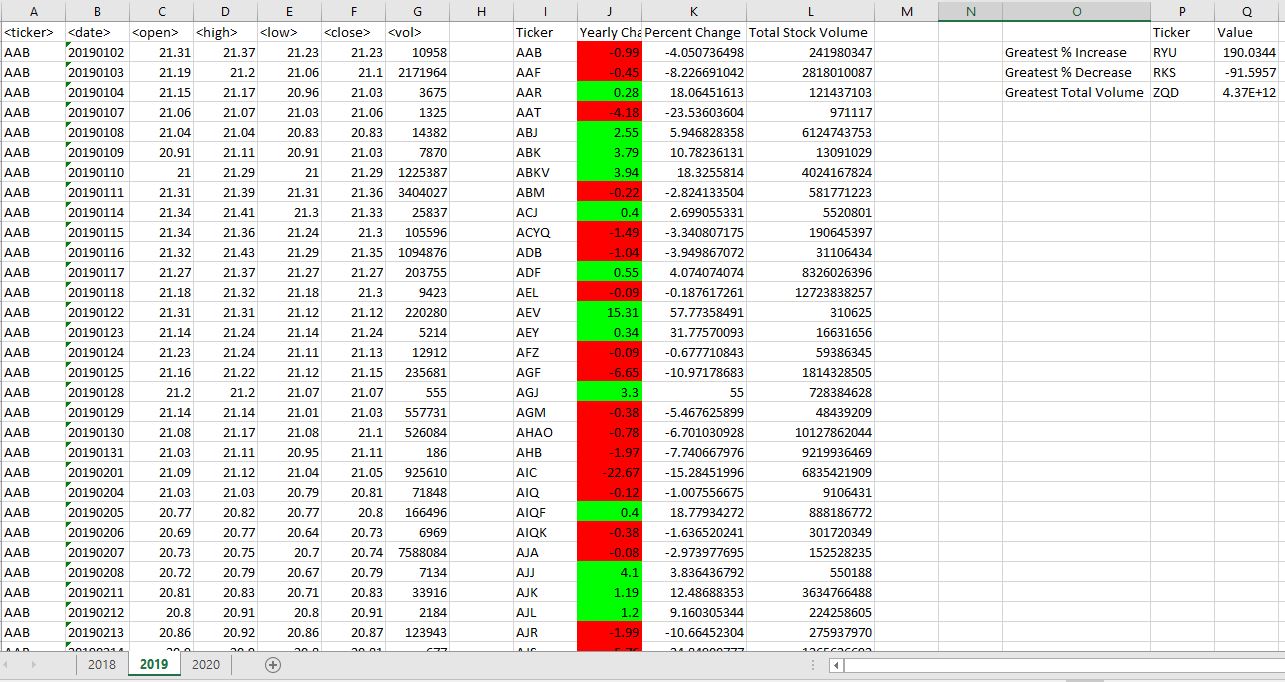 A B C D E F G H I J K L M N O P Q
<ticker> <date> <open> <high> <low> <close> <vol> Ticker Yearly Cha Percent Change Total Stock Volume Ticker Value
AAB 20190102 21.31 21.37 21.23 21.23 10958 AAB -0.99 -4.050736498 241980347 Greatest % Increase RYU 190.0344
AAB 20190103 21.19 21.2 21.06 21.1 2171964 AAF -0.45 -8.226691042 2818010087 Greatest % Decrease RKS -91.5957
AAB 20190104 21.15 21.17 20.96 21.03 3675 AAR 0.28 18.06451613 121437103 Greatest Total Volume ZQD 4.37E+12
AAB 20190107 21.06 21.07 21.03 21.06 1325 AAT -4.18 -23.53603604 971117
AAB 20190108 21.04 21.04 20.83 20.83 14382 ABJ 2.55 5.946828358 6124743753
AAB 20190109 20.91 21.11 20.91 21.03 7870 ABK 3.79 10.78236131 13091029
AAB 20190110 21 21.29 21 21.29 1225387 ABKV 3.94 18.3255814 4024167824
AAB 20190111 21.31 21.39 21.31 21.36 3404027 ABM -0.22 -2.824133504 581771223
AAB 20190114 21.34 21.41 21.3 21.33 25837 ACJ 0.4 2.699055331 5520801
AAB 20190115 21.34 21.36 21.24 21.3 105596 ACYQ -1.49 -3.340807175 190645397
AAB 20190116 21.32 21.43 21.29 21.35 1094876 ADB -1.04 -3.949867072 31106434
AAB 20190117 21.27 21.37 21.27 21.27 203755 ADF 0.55 4.074074074 8326026396
AAB 20190118 21.18 21.32 21.18 21.3 9423 AEL -0.09 -0.187617261 12723838257
AAB 20190122 21.31 21.31 21.12 21.12 220280 AEV 15.31 57.77358491 310625
AAB 20190123 21.14 21.24 21.14 21.24 5214 AEY 0.34 31.77570093 16631656
AAB 20190124 21.23 21.24 21.11 21.13 12912 AFZ -0.09 -0.677710843 59386345
AAB 20190125 21.16 21.22 21.12 21.15 235681 AGF -6.65 -10.97178683 1814328505
AAB 20190128 21.2 21.2 21.07 21.07 555 AGJ 3.3 55 728384628
AAB 20190129 21.14 21.14 21.01 21.03 557731 AGM -0.38 -5.467625899 48439209
AAB 20190130 21.08 21.17 21.08 21.1 526084 AHAO -0.78 -6.701030928 10127862044
AAB 20190131 21.03 21.11 20.95 21.11 186 AHB -1.97 -7.740667976 9219936469
AAB 20190201 21.09 21.12 21.04 21.05 925610 AIC -22.67 -15.28451996 6835421909
AAB 20190204 21.03 21.03 20.79 20.81 71848 AIQ -0.12 -1.007556675 9106431
AAB 20190205 20.77 20.82 20.77 20.8 166496 AIQF 0.4 18.77934272 888186772
AAB 20190206 20.69 20.77 20.64 20.73 6969 AIQK -0.38 -1.636520241 301720349
AAB 20190207 20.73 20.75 20.7 20.74 7588084 AJA -0.08 -2.973977695 152528235
AAB 20190208 20.72 20.79 20.67 20.79 7134 AJJ 4.1 3.836436792 550188
AAB 20190211 20.81 20.83 20.71 20.83 33916 AJK 1.19 12.48688353 3634766488
AAB 20190212 20.8 20.91 20.8 20.91 2184 AJL 1.2 9.160305344 224258605
AAB 20190213 20.86 20.92 20.86 20.87 123943 AJR -1.99 -10.66452304 275937970
2018 2019 2020